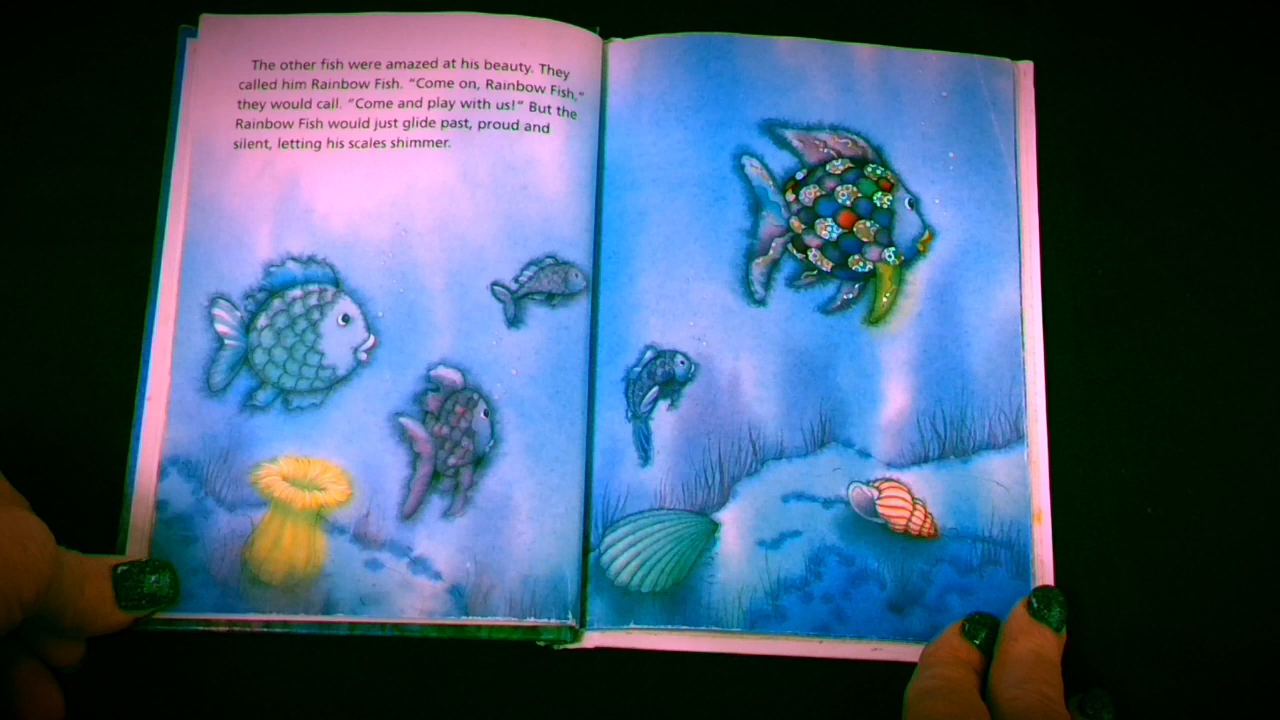 The other fish were amazed at his beauty. They
called him Rainbow Fish. "Come on, Rainbow Fish,"
they would call. "Come and play with us!" But the
Rainbow Fish would just glide past, proud and
silent, letting his scales shimmer.